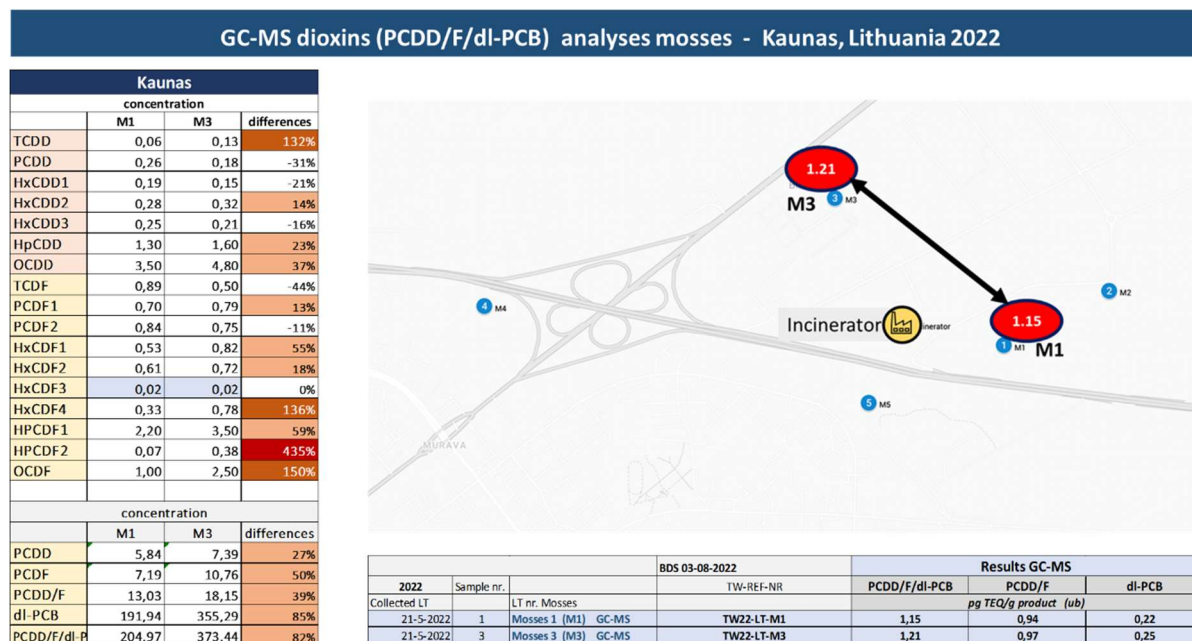 GC-MS dioxins (PCDD/F/dl-PCB) analyses mosses - Kaunas, Lithuania 2022
Kaunas
concentration
M1 M3 differences
TCDD 0,06 0,13 132%
PCDD 0,26 0,18 -31%
HxCDD1 0,19 0,15 -21%
HxCDD2 0,28 0,32 14%
HxCDD3 0,25 0,21 -16%
HpCDD 1,30 1,60 23%
OCDD 3,50 4,80 37%
TCDF 0,89 0,50 -44%
PCDF1 0,70 0,79 13%
PCDF2 0,84 0,75 -11%
HxCDF1 0,53 0,82 55%
HxCDF2 0,61 0,72 18%
HxCDF3 0,02 0,02 0%
HxCDF4 0,33 0,78 136%
HPCDF1 2,20 3,50 59%
HPCDF2 0,07 0,38 435%
OCDF 1,00 2,50 150%
concentration
M1 M3 differences
PCDD 5,84 7,39 27%
PCDF 7,19 10,76 50%
PCDD/F 13,03 18,15 39%
dl-PCB 191,94 355,29 85%
PCDD/F/dl-P 204,97 373,44 82%
1.21
M3
3 M3
2 M2
4 M4
Incinerator inerator
1.15
1 M1
M1
5 M5
MURAVA
BDS 03-08-2022 Results GC-MS
2022 Sample nr. TW-REF-NR PCDD/F/dl-PCB PCDD/F dl-PCB
Collected LT LT nr. Mosses pg TEQ/g product (ub)
21-5-2022 1 Mosses 1 (M1) GC-MS TW22-LT-M1 1,15 0,94 0,22
21-5-2022 3 Mosses 3 (M3) GC-MS TW22-LT-M3 1,21 0,97 0,25